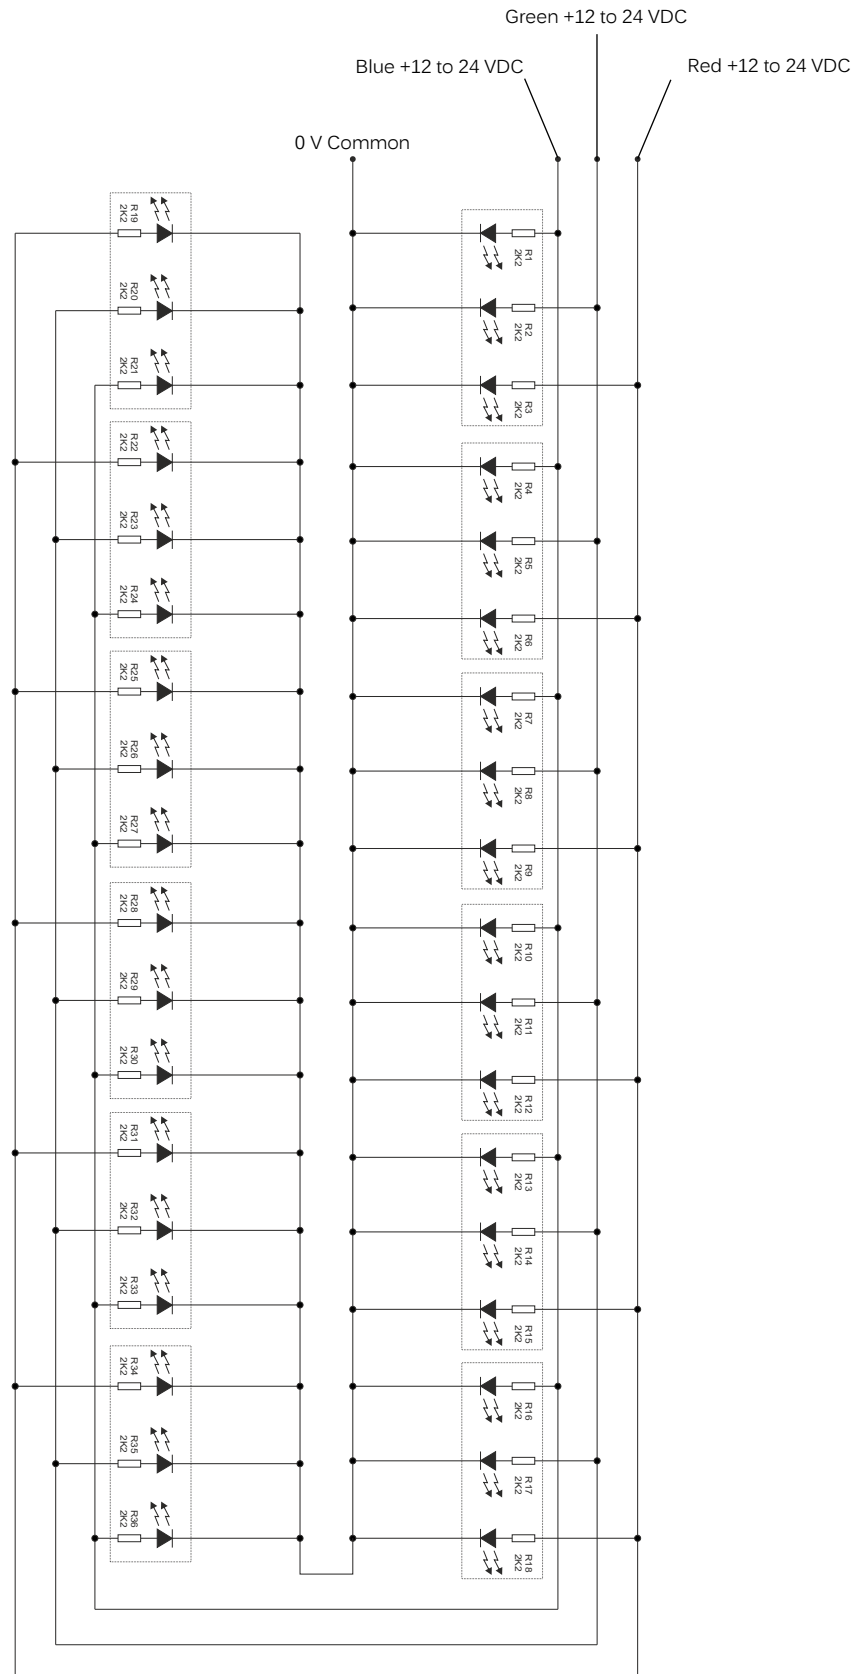 Green +12 to 24 VDC
Blue +12 to 24 VDC
Red +12 to 24 VDC
0 V Common
R19
2K2
R20
2K2
R21
2K2
R22
2K2
R23
2K2
R24
2K2
R25
2K2
R26
2K2
R27
2K2
R28
2K2
R29
2K2
R30
2K2
R31
2K2
R32
2K2
R33
2K2
R34
2K2
R35
2K2
R36
2K2
R1
2K2
R2
2K2
R3
2K2
R4
2K2
R5
2K2
R6
2K2
R7
2K2
R8
2K2
R9
2K2
R10
2K2
R11
2K2
R12
2K2
R13
2K2
R14
2K2
R15
2K2
R16
2K2
R17
2K2
R18
2K2